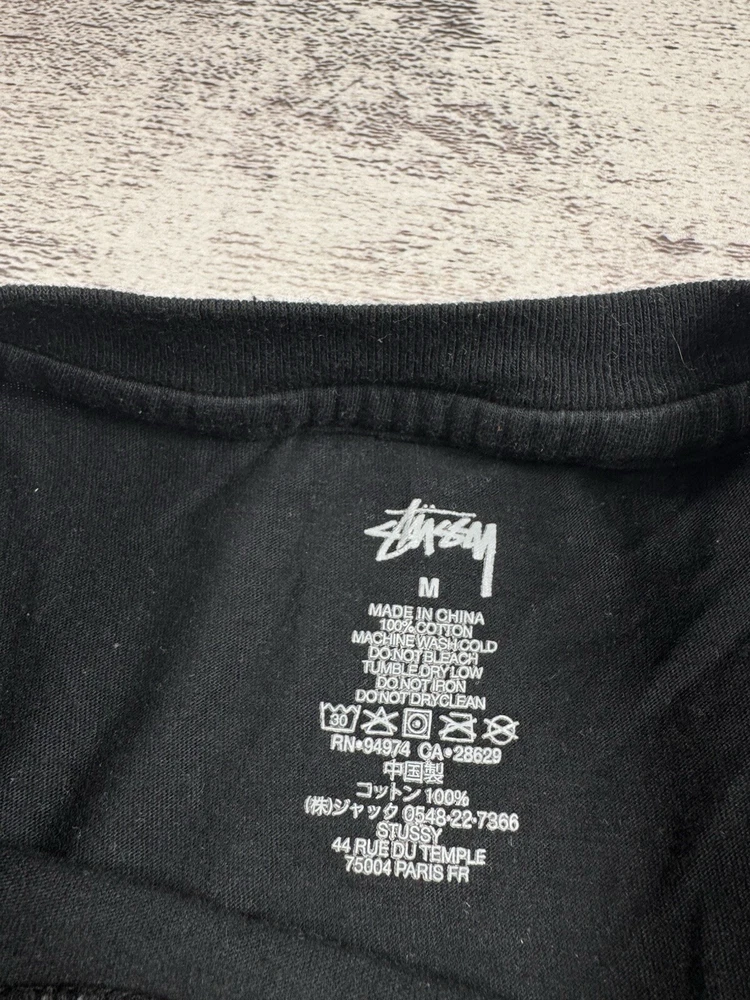 STÜSSY
M
MADE IN CHINA
100% COTTON
MACHINE WASH COLD
DO NOT BLEACH
TUMBLE DRY LOW
DO NOT IRON
DO NOT DRYCLEAN
30
RN•94974 CA•28629
中国製
コットン 100%
(株)ジャック 0548-22-7366
STUSSY
44 RUE DU TEMPLE
75004 PARIS FR